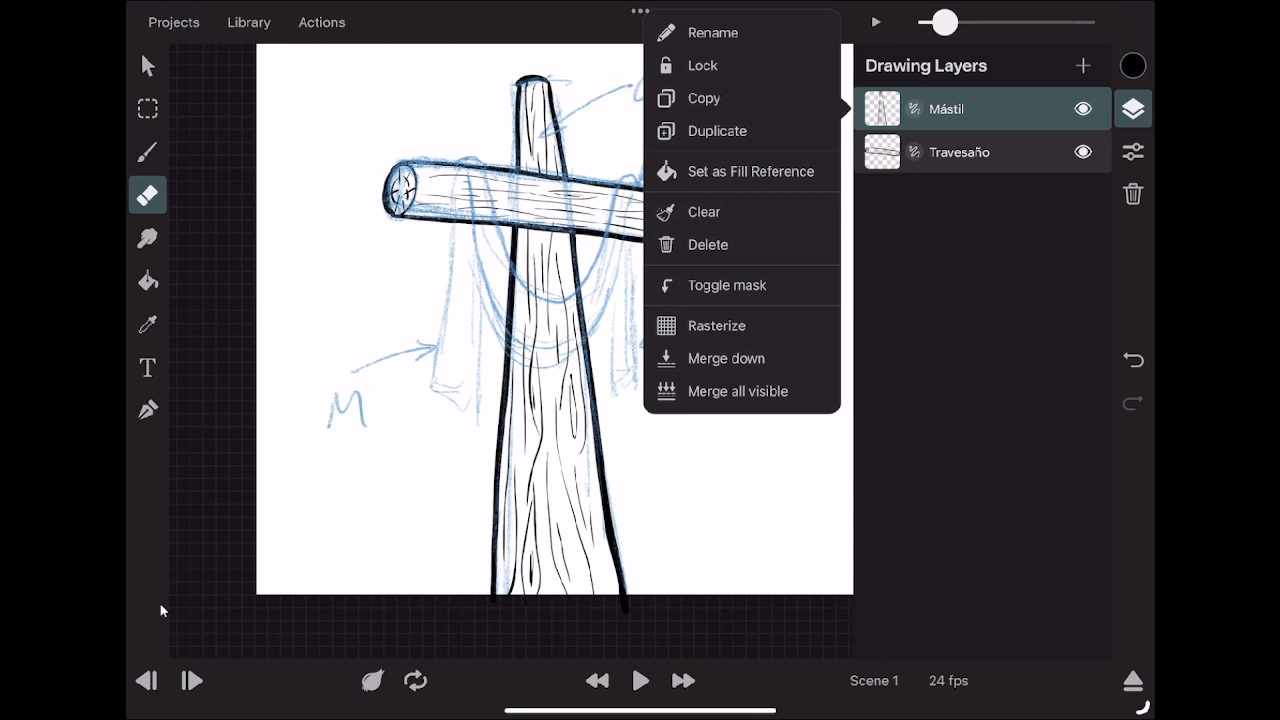 Projects Library Actions
Rename
Lock
Copy
Duplicate
Set as Fill Reference
Clear
Delete
Toggle mask
Rasterize
Merge down
Merge all visible
Drawing Layers
Mástil
Travesaño
T
M
Scene 1 24 fps